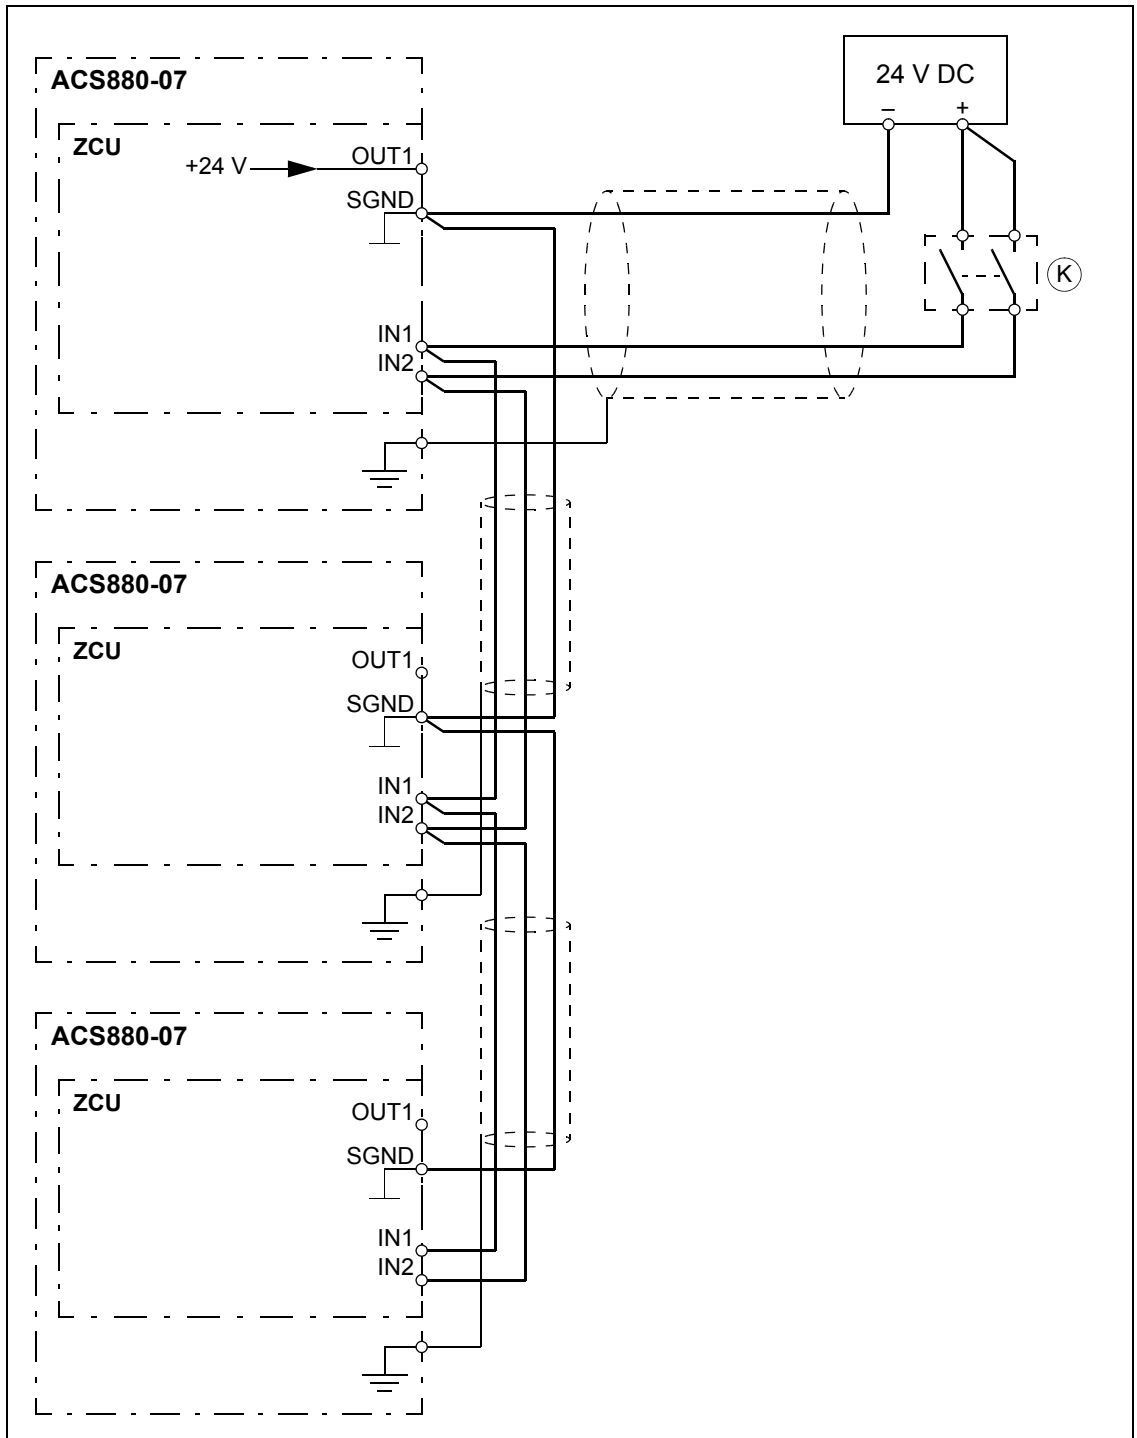 ACS880-07
24 V DC
– +
ZCU
+24 V
OUT1
SGND
K
IN1
IN2
ACS880-07
ZCU
OUT1
SGND
IN1
IN2
ACS880-07
ZCU
OUT1
SGND
IN1
IN2